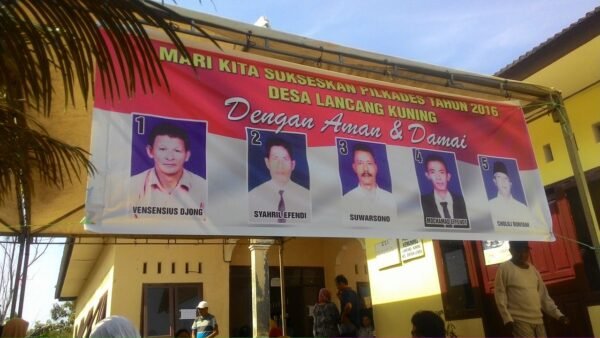 MARI KITA SUKSESKAN PILKADES TAHUN 2016
DESA LANCANG KUNING
Dengan Aman & Damai
1
2
3
4
5
VENSENSIUS DJONG
SYAHRIL EFENDI
SUWARSONO
MUCHAMAD EFFENDI